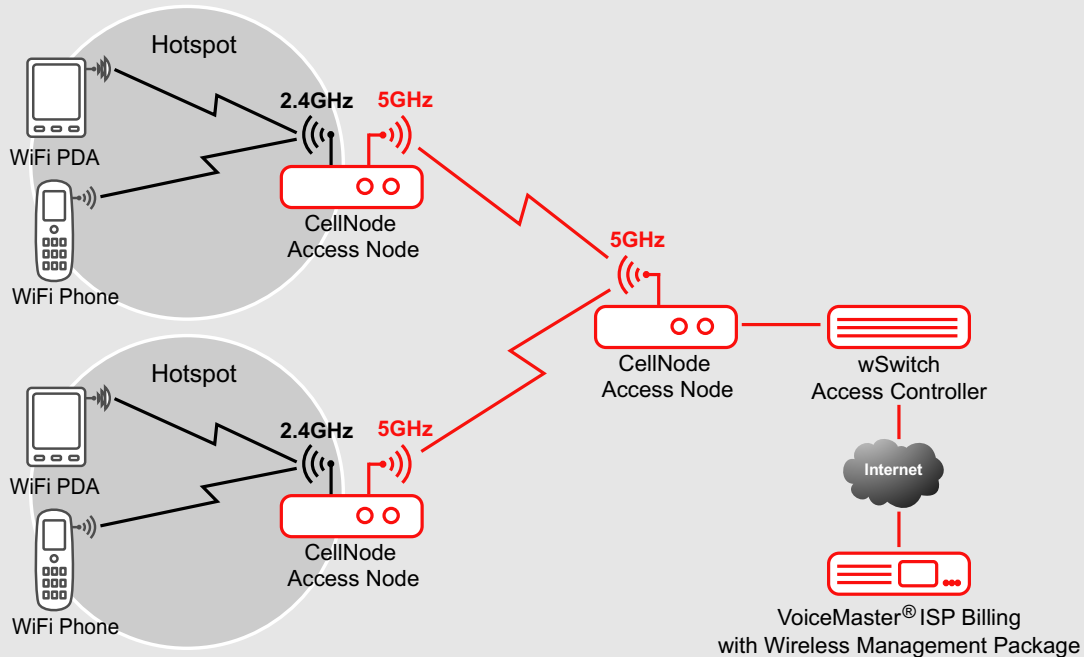 Hotspot
2.4GHz
5GHz
WiFi PDA
CellNode
Access Node
WiFi Phone
5GHz
CellNode
Access Node
wSwitch
Access Controller
Hotspot
2.4GHz
5GHz
WiFi PDA
CellNode
Access Node
WiFi Phone
Internet
VoiceMaster® ISP Billing
with Wireless Management Package